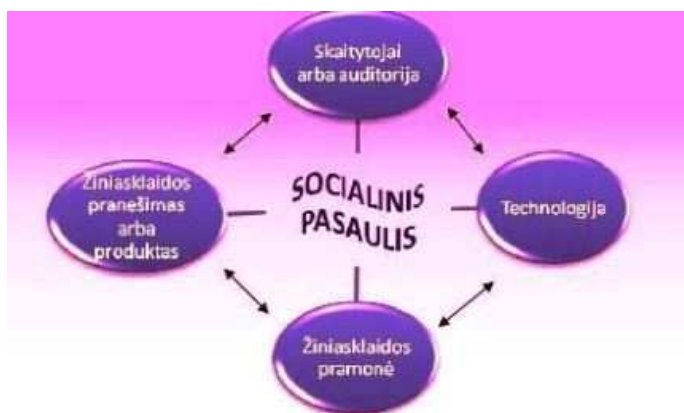 Skaitytojai
arba auditorija
Žiniasklaidos
pranešimas
arba
produktas
SOCIALINIS
PASAULIS
Technologija
Žiniasklaidos
pramonė